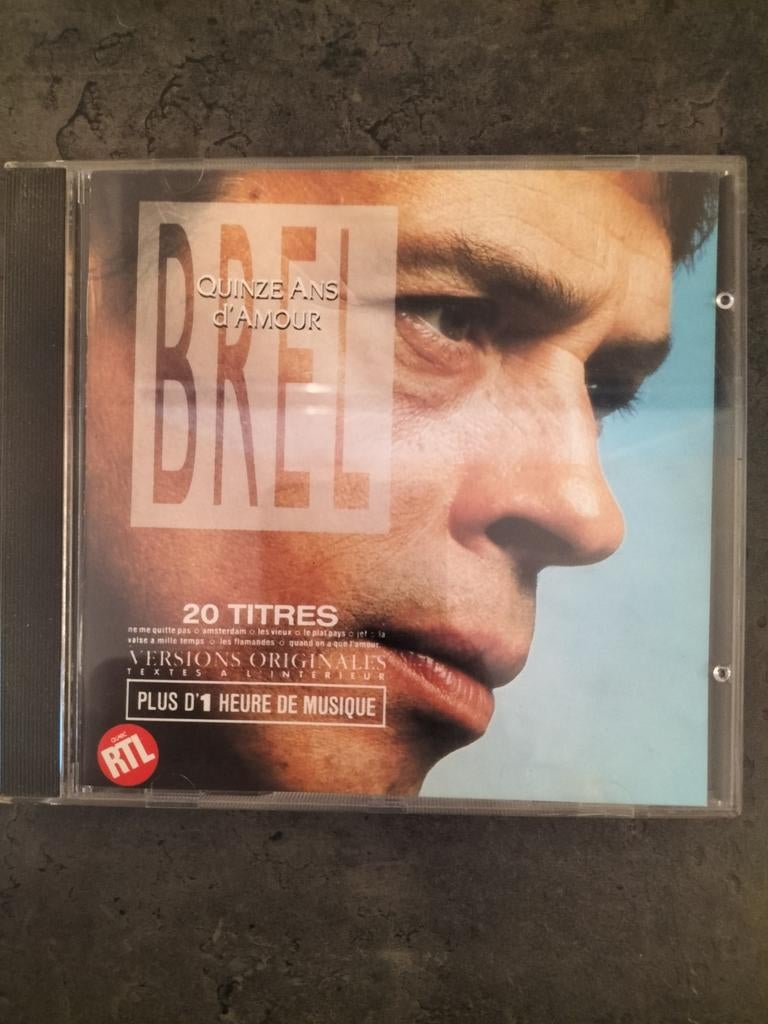 BREL
QUINZE ANS
d'AMOUR
20 TITRES
ne me quitte pas o amsterdam o les vieux o le plat pays o jef o la
valse a mille temps o les flamandes o quand on a que l'amour
VERSIONS ORIGINALES
TEXTES A L'INTERIEUR
PLUS D'1 HEURE DE MUSIQUE
avec
RTL